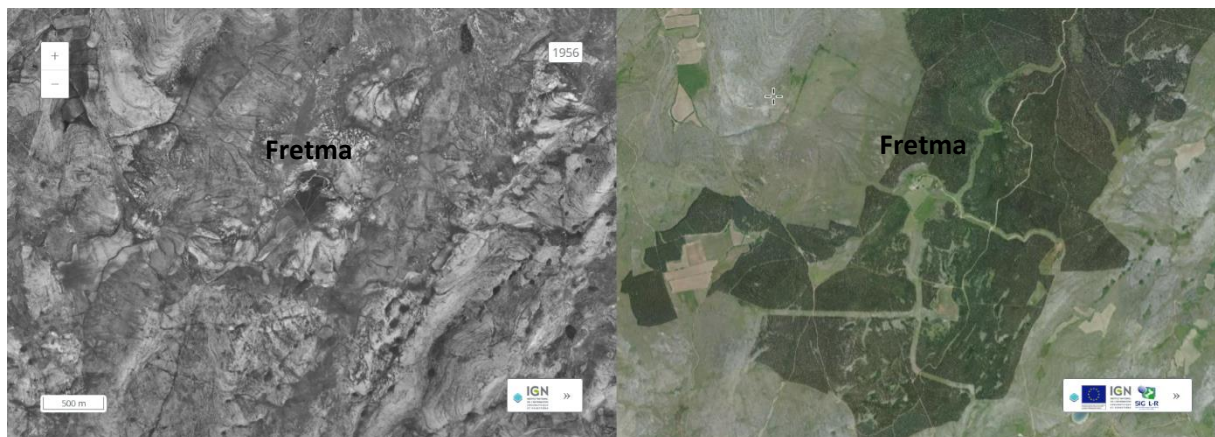 +
−
1956
Fretma
500 m
IGN
»
Fretma
IGN
SIG L-R
»